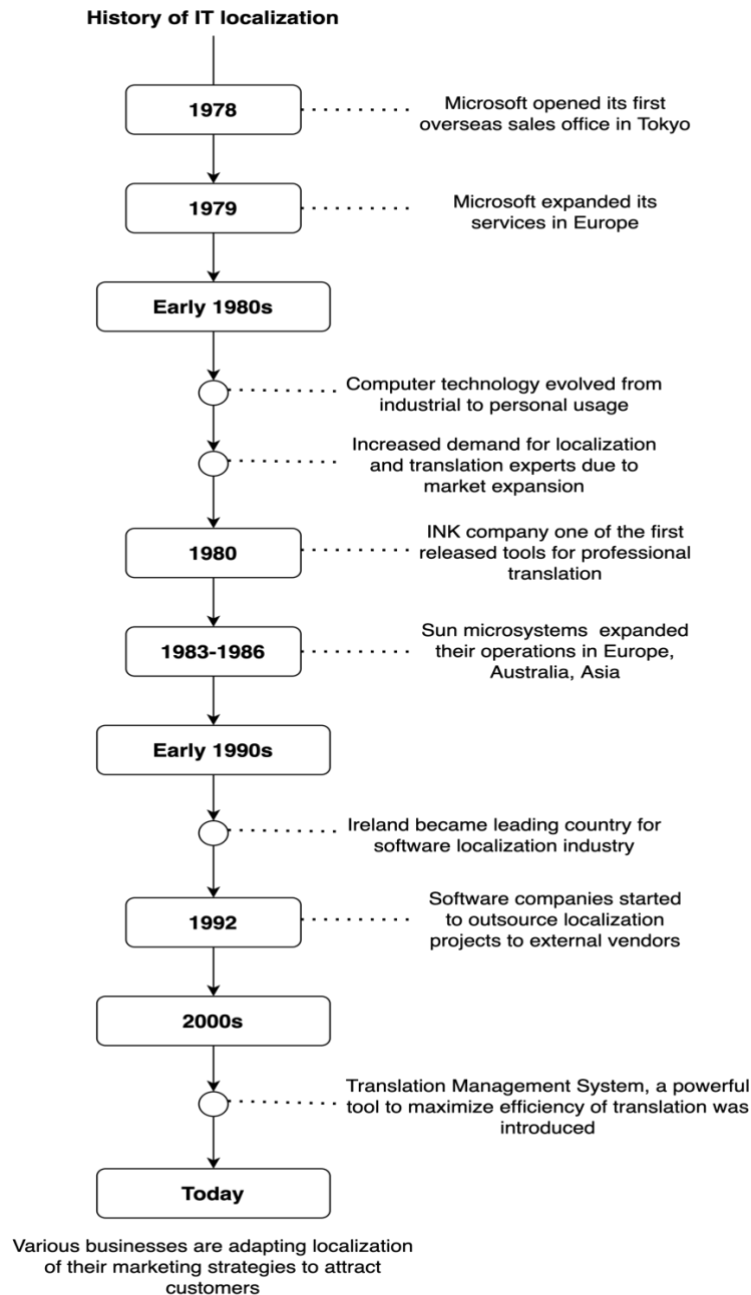 History of IT localization
1978
Microsoft opened its first
overseas sales office in Tokyo
1979
Microsoft expanded its
services in Europe
Early 1980s
Computer technology evolved from
industrial to personal usage
Increased demand for localization
and translation experts due to
market expansion
1980
INK company one of the first
released tools for professional
translation
1983-1986
Sun microsystems expanded
their operations in Europe,
Australia, Asia
Early 1990s
Ireland became leading country for
software localization industry
1992
Software companies started
to outsource localization
projects to external vendors
2000s
Translation Management System, a powerful
tool to maximize efficiency of translation was
introduced
Today
Various businesses are adapting localization
of their marketing strategies to attract
customers